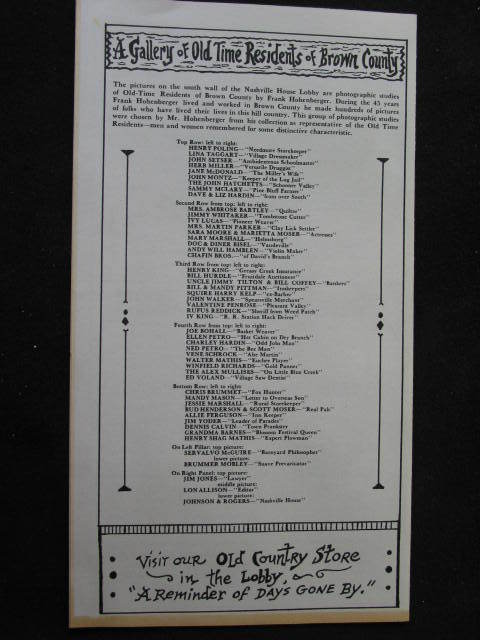 A Gallery of Old Time Residents of Brown County
The pictures on the south wall of the Nashville House Lobby are photographic studies
of Old-Time Residents of Brown County by Frank Hohenberger. During the 45 years
Frank Hohenberger lived and worked in Brown County he made hundreds of pictures
of folks who have lived their lives in this hill country. This group of photographic studies
were chosen by Mr. Hohenberger from his collection as representative of the Old Time
Residents—men and women remembered for some distinctive characteristic.
Top Row: left to right:
HENRY POLING—"Needmore Storekeeper"
LINA TAGGART—"Village Dressmaker"
JOHN SETSER—"Ambidextrous Schoolmaster"
HERB MILLER—"Versatile Druggist"
JANE McDONALD—"The Miller's Wife"
JOHN MONTZ—"Keeper of the Log Jail"
THE JOHN HATCHETTS—"Schooner Valley"
SAMMY McLARY—"Pine Bluff Farmer"
DAVE & LIZ HARDIN—"from over South"
Second Row from top: left to right:
MRS. AMBROSE BARTLEY—"Quilter"
JIMMY WHITAKER—"Tombstone Cutter"
IVY LUCAS—"Pioneer Weaver"
MRS. MARTIN PARKER—"Clay Lick Settler"
SARA MOORE & MARIETTA MOSER—"Actresses"
MARY MARSHALL—"Helmsburg"
DOC & DINER BISEL—"Vaudeville"
ANDY WILL HAMBLEN—"Violin Maker"
CHAFIN BROS.—"of David's Branch"
Third Row from top: left to right:
HENRY KING—"Greasy Creek Insurance"
BILL HURDLE—"Fruitdale Auctioneer"
UNCLE JIMMY TILTON & BILL COFFEY—"Bankers"
BILL & MANDY PITTMAN—"Innkeepers"
SQUIRE HARRY KELP—"ex-Barber"
JOHN WALKER—"Spearsville Merchant"
VALENTINE PENROSE—"Pleasant Valley"
RUFUS REDDICK—"Sheriff from Weed Patch"
IV KING—"R. R. Station Hack Driver"
Fourth Row from top: left to right:
JOE BOHALL—"Basket Weaver"
ELLEN PETRO—"Her Cabin on Dry Branch"
CHARLEY HARDIN—"Odd Jobs Man"
NED PETRO—"The Bee Man"
VENE SCHROCK—"Abe Martin"
WALTER MATHIS—"Euchre Player"
WINFIELD RICHARDS—"Gold Panner"
THE ALEX MULLISES—"On Little Blue Creek"
ED VOLAND—"Village Saw Dentist"
Bottom Row: left to right:
CHRIS BRUMMET—"Fox Hunter"
MANDY MASON—"Letter to Overseas Son"
JESSIE MARSHALL—"Rural Storekeeper"
BUD HENDERSON & SCOTT MOSER—"Real Pals"
ALLIE FERGUSON—"Inn Keeper"
JIM YODER—"Leader of Parades"
DENNIS CALVIN—"Town Prankster"
GRANDMA BARNES—"Blossom Festival Queen"
HENRY SHAG MATHIS—"Expert Plowman"
On Left Pillar: top picture:
SERVALVO McGUIRE—"Barnyard Philosopher"
lower picture:
BRUMMER MOBLEY—"Suave Prevaricator"
On Right Panel: top picture:
JIM JONES—"Lawyer"
middle picture:
LON ALLISON—"Editor"
lower picture:
JOHNSON & ROGERS—"Nashville House"
Visit our Old Country Store
in the Lobby,
"A Reminder of DAYS GONE BY."